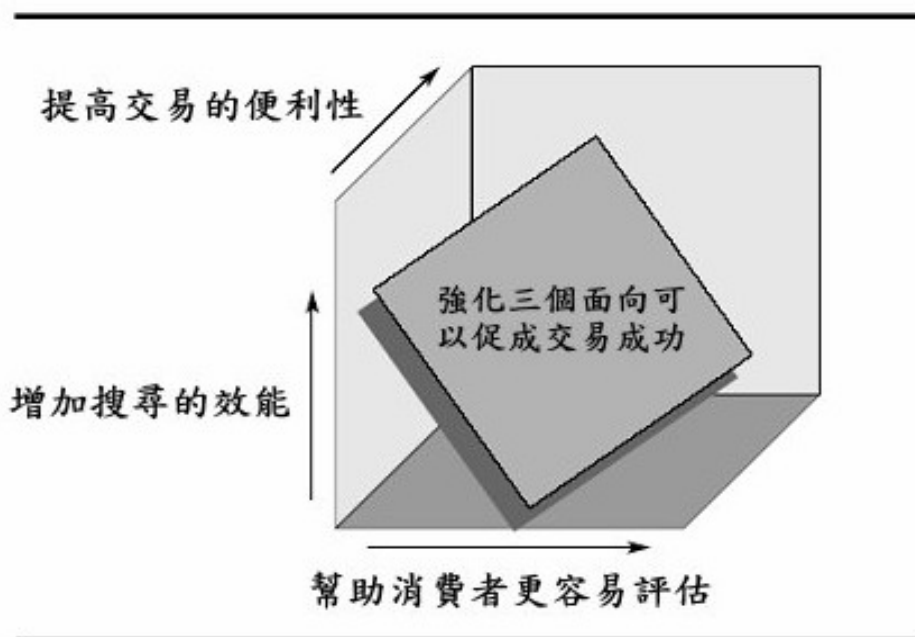 提高交易的便利性
強化三個面向可
以促成交易成功
增加搜尋的效能
幫助消費者更容易評估